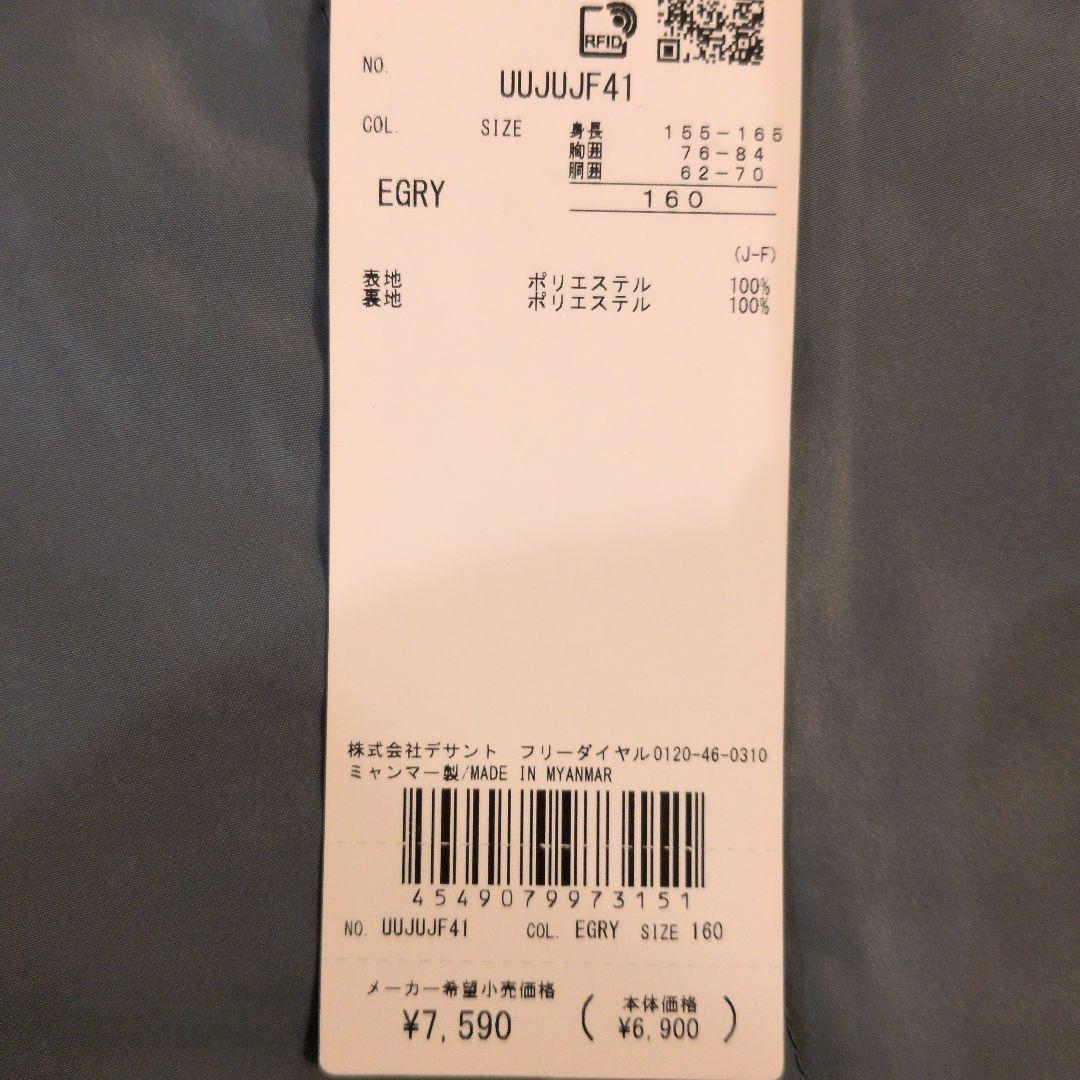 RFID
NO.
UUJUJF41
COL. SIZE 身長 155-165
胸囲 76-84
胴囲 62-70
EGRY 160
(J-F)
表地 ポリエステル 100%
裏地 ポリエステル 100%
株式会社デサント フリーダイヤル0120-46-0310
ミャンマー製/MADE IN MYANMAR
4549079973151
NO. UUJUJF41 COL. EGRY SIZE 160
メーカー希望小売価格 (本体価格
¥7,590 ¥6,900)